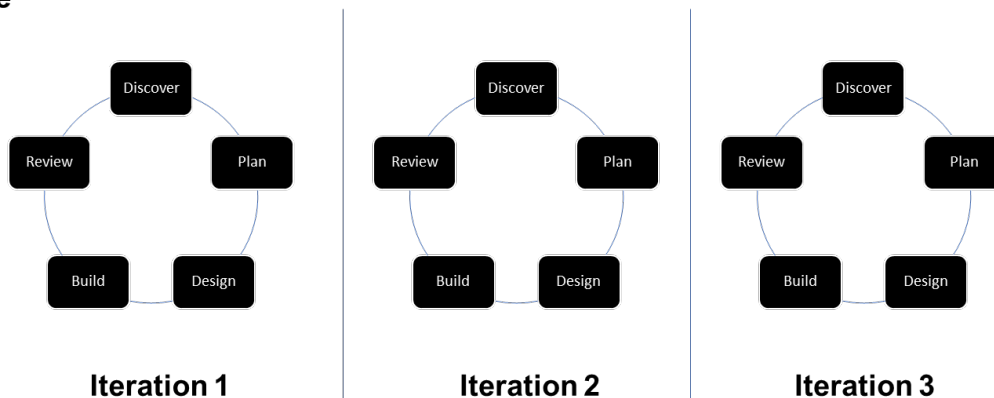 Discover
Review
Plan
Build
Design
Iteration 1
Discover
Review
Plan
Build
Design
Iteration 2
Discover
Review
Plan
Build
Design
Iteration 3